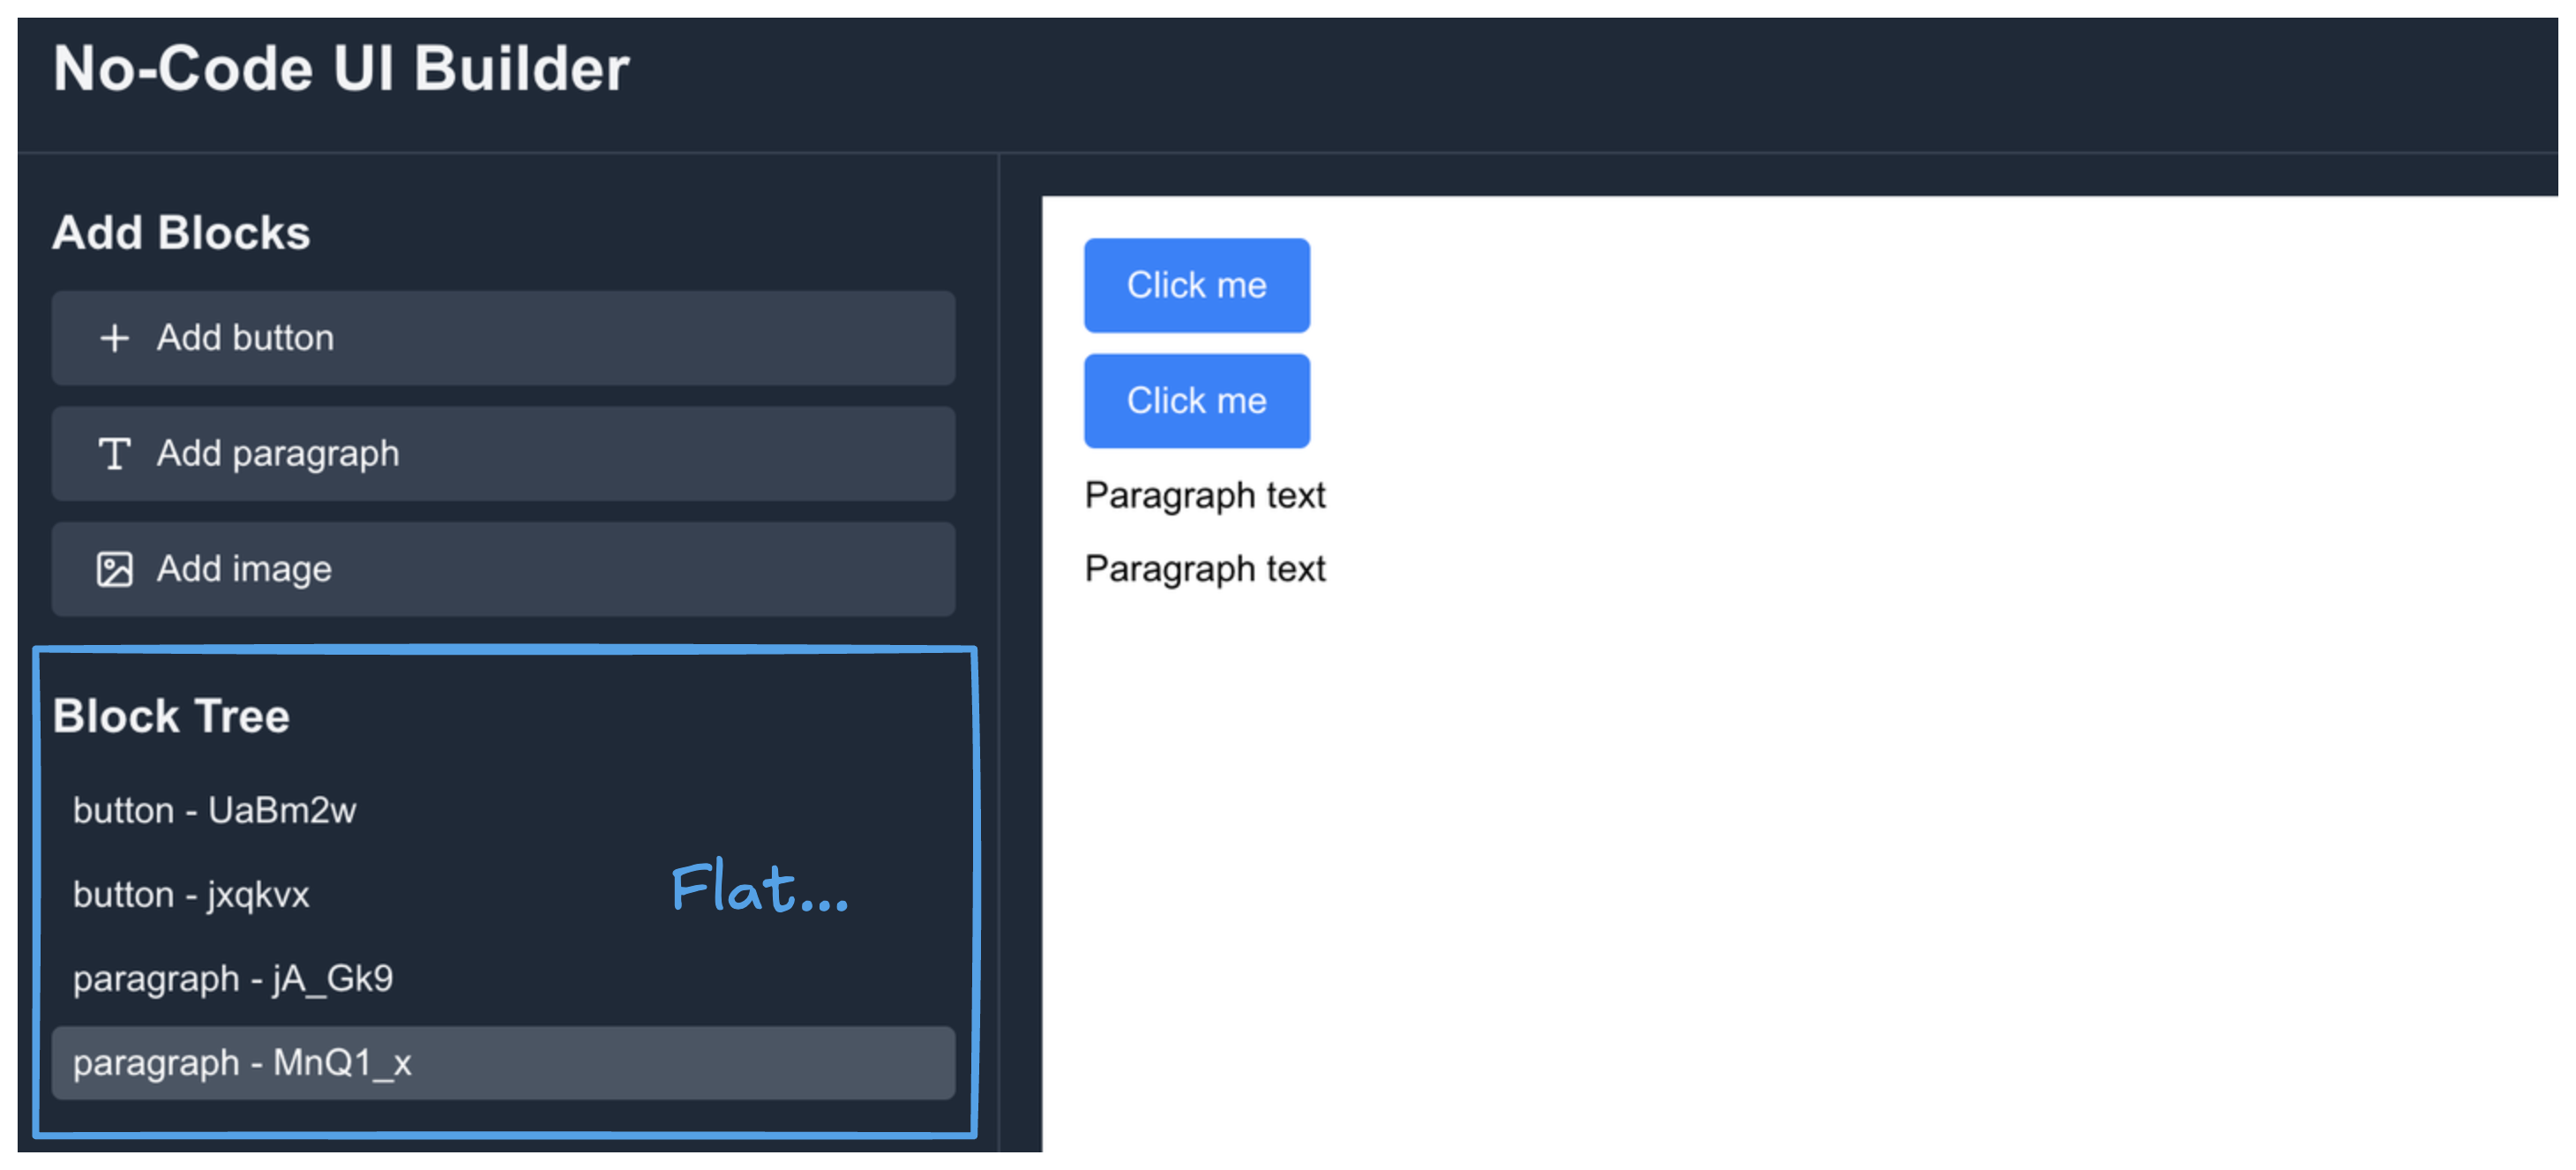 No-Code UI Builder
Add Blocks
Add button
Add paragraph
Add image
Block Tree
button - UaBm2w
button - jxqkvx
paragraph - jA_Gk9
paragraph - MnQ1_x
Flat...
Click me
Click me
Paragraph text
Paragraph text